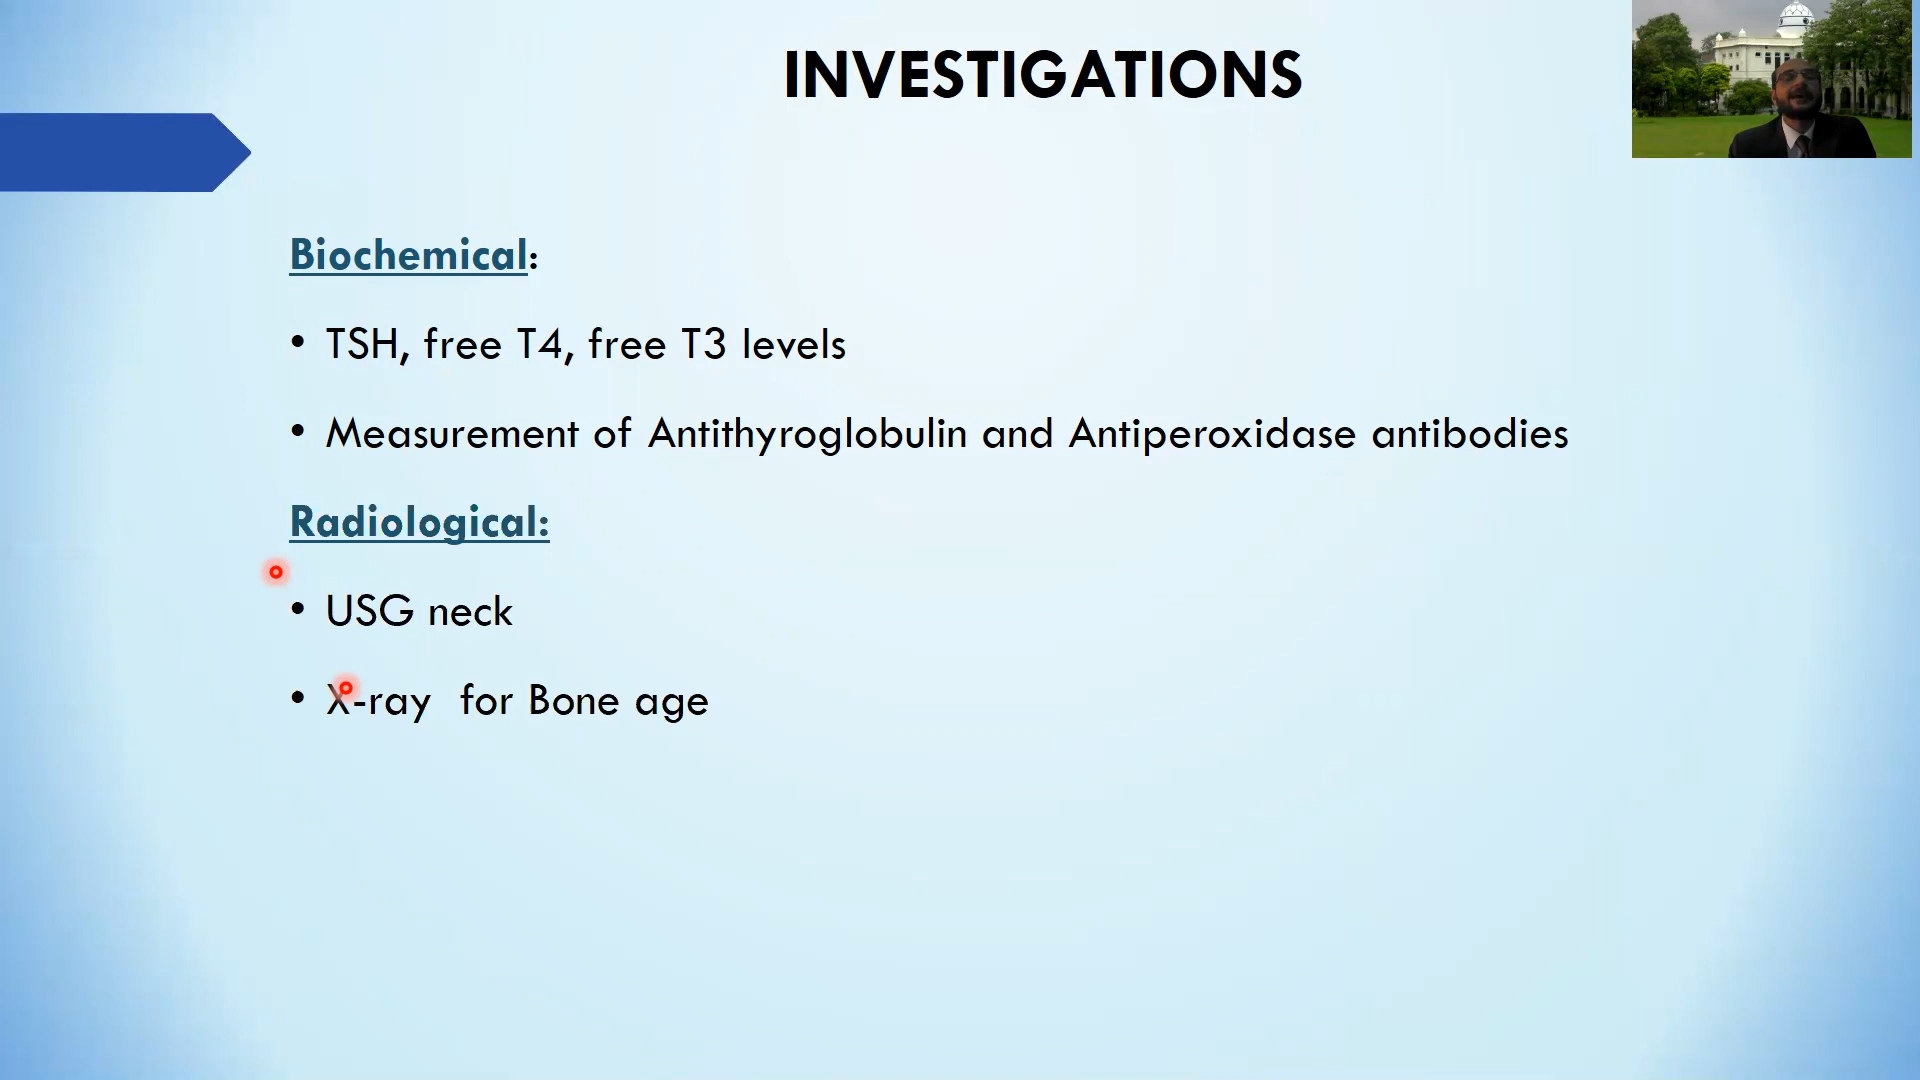 INVESTIGATIONS
Biochemical:
• TSH, free T4, free T3 levels
• Measurement of Antithyroglobulin and Antiperoxidase antibodies
Radiological:
• USG neck
• X-ray  for Bone age